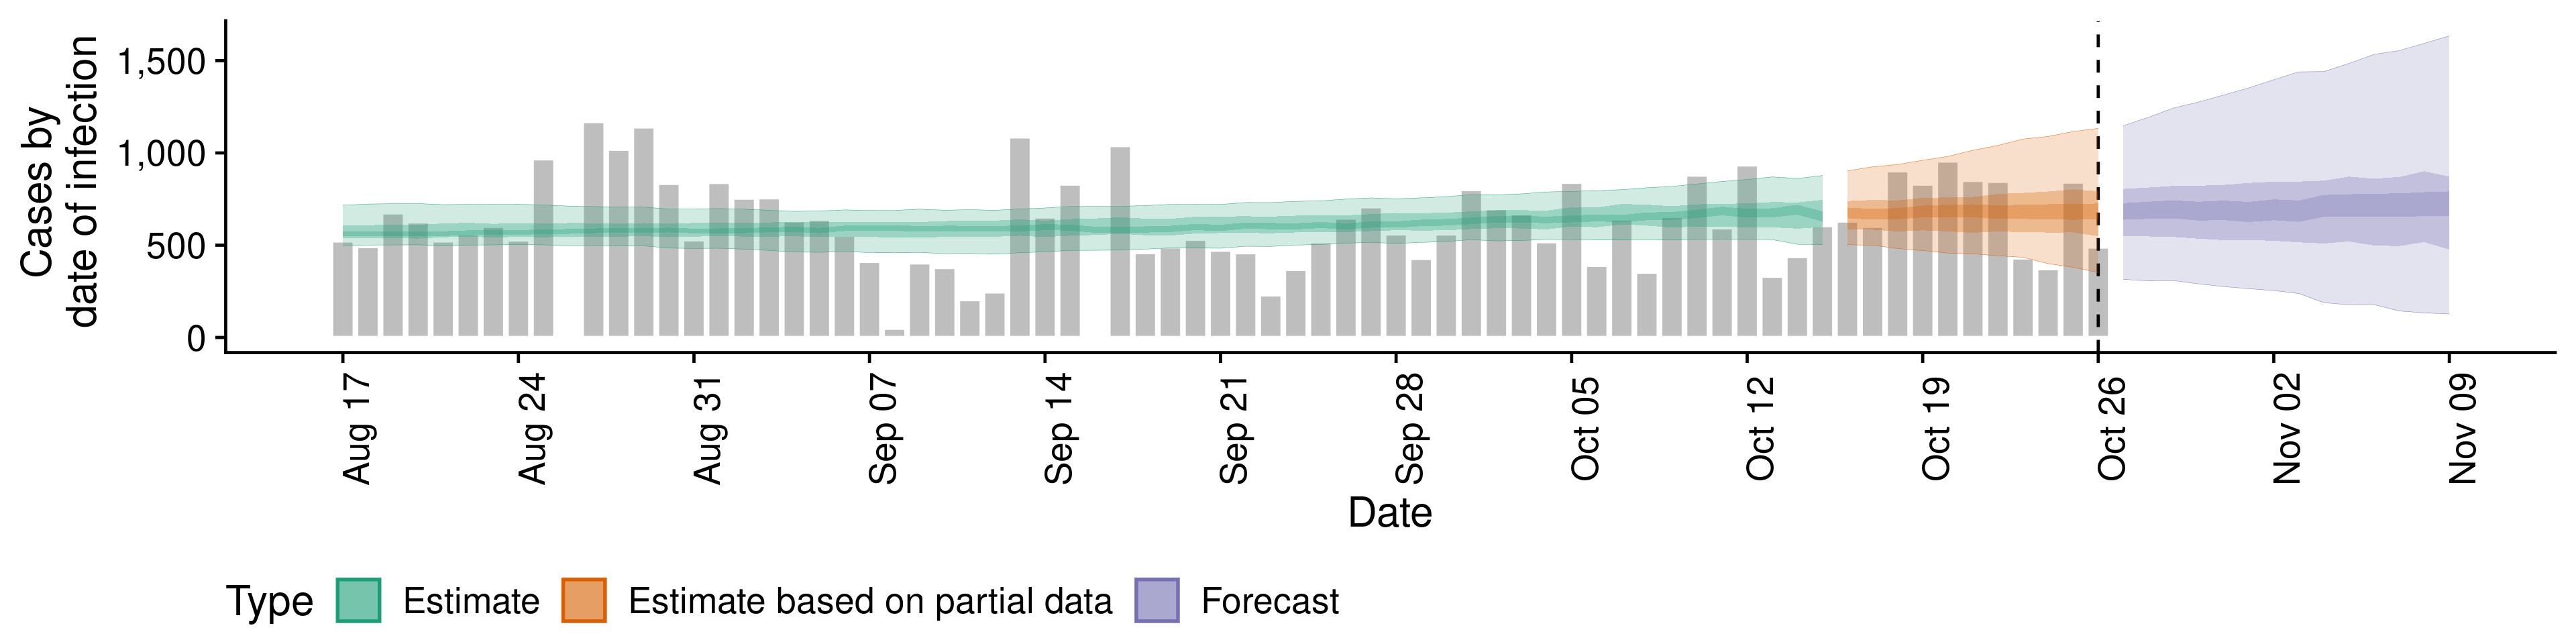 Cases by
date of infection
1,500
1,000
500
0
Aug 17
Aug 24
Aug 31
Sep 07
Sep 14
Sep 21
Sep 28
Oct 05
Oct 12
Oct 19
Oct 26
Nov 02
Nov 09
Date
Type Estimate Estimate based on partial data Forecast